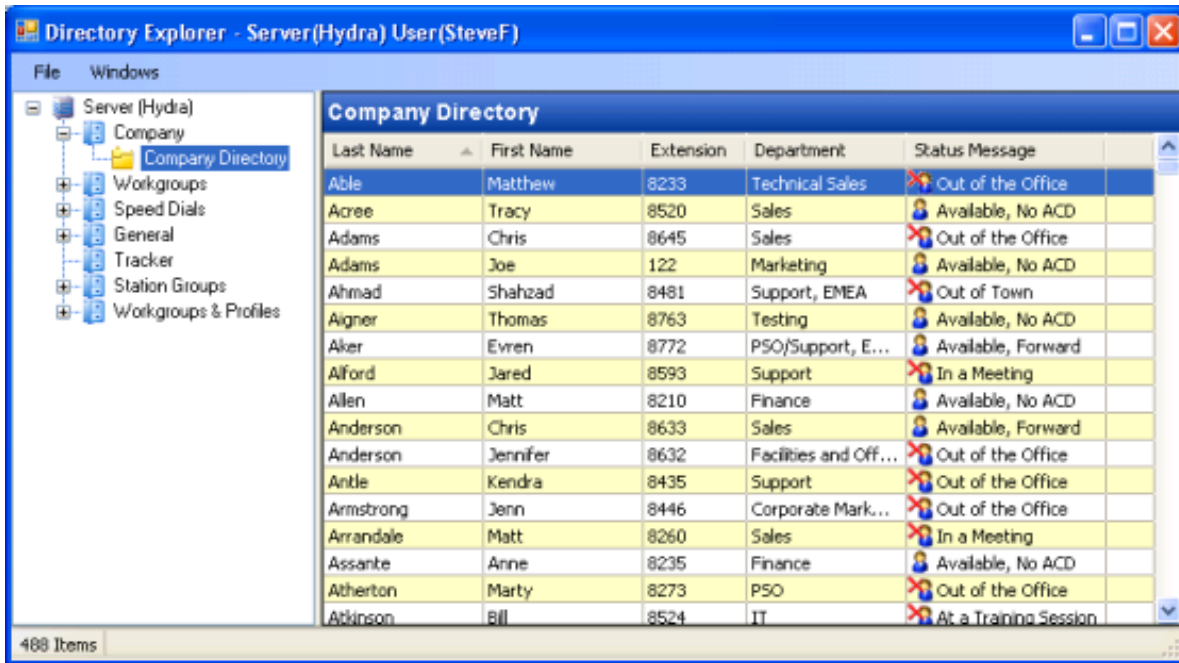 Directory Explorer - Server(Hydra) User(SteveF)
File Windows
Server (Hydra)
Company
Company Directory
Workgroups
Speed Dials
General
Tracker
Station Groups
Workgroups & Profiles
Company Directory
Last Name First Name Extension Department Status Message
Able Matthew 8233 Technical Sales Out of the Office
Acree Tracy 8520 Sales Available, No ACD
Adams Chris 8645 Sales Out of the Office
Adams Joe 122 Marketing Available, No ACD
Ahmad Shahzad 8481 Support, EMEA Out of Town
Aigner Thomas 8763 Testing Available, No ACD
Aker Evren 8772 PSO/Support, E... Available, Forward
Alford Jared 8593 Support In a Meeting
Allen Matt 8210 Finance Available, No ACD
Anderson Chris 8633 Sales Available, Forward
Anderson Jennifer 8632 Facilities and Off... Out of the Office
Antle Kendra 8435 Support Out of the Office
Armstrong Jenn 8446 Corporate Mark... Out of the Office
Arrandale Matt 8260 Sales In a Meeting
Assante Anne 8235 Finance Available, No ACD
Atherton Marty 8273 PSO Out of the Office
Atkinson Bill 8524 IT At a Training Session
488 Items